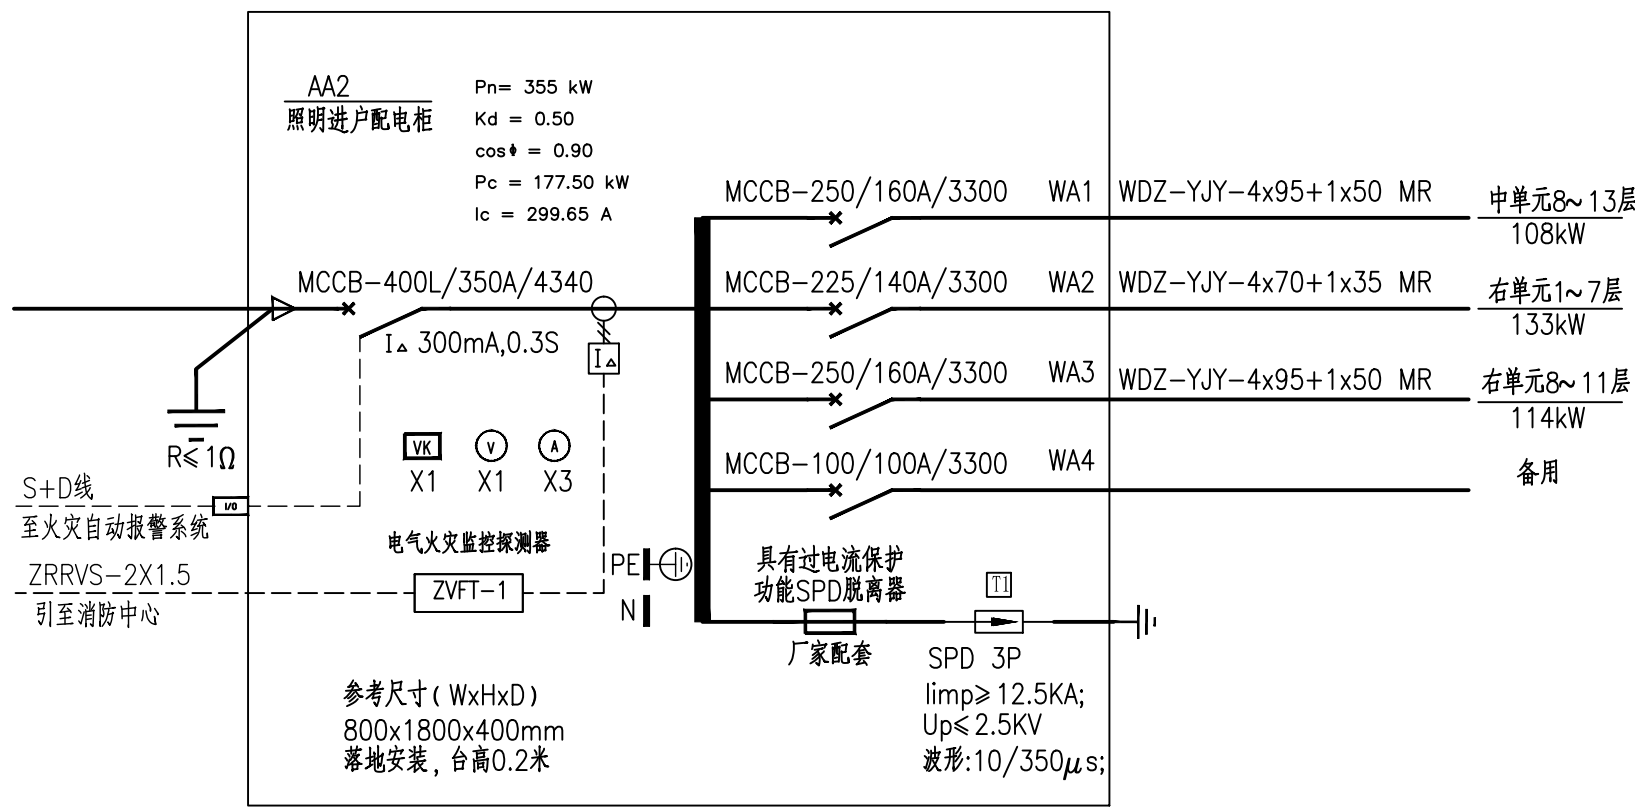 AA2
照明进户配电柜
Pn= 355 kW
Kd = 0.50
cosΦ = 0.90
Pc = 177.50 kW
Ic = 299.65 A
MCCB-400L/350A/4340
I△ 300mA,0.3S
I△
R≤1Ω
VK
V
A
X1
X1
X3
S+D线
I/O
至火灾自动报警系统
电气火灾监控探测器
ZRRVS-2X1.5
ZVFT-1
引至消防中心
PE
N
参考尺寸(WxHxD)
800x1800x400mm
落地安装,台高0.2米
MCCB-250/160A/3300 WA1 WDZ-YJY-4x95+1x50 MR
中单元8~13层
108kW
MCCB-225/140A/3300 WA2 WDZ-YJY-4x70+1x35 MR
右单元1~7层
133kW
MCCB-250/160A/3300 WA3 WDZ-YJY-4x95+1x50 MR
右单元8~11层
114kW
MCCB-100/100A/3300 WA4
备用
具有过电流保护
功能SPD脱离器
厂家配套
T1
SPD 3P
Iimp≥12.5KA;
Up≤2.5KV
波形:10/350μs;